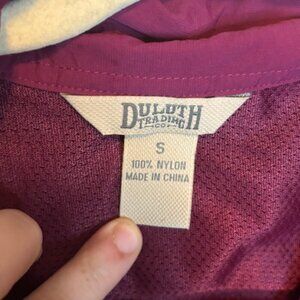 DULUTH
TRADING
CO
S
100% NYLON
MADE IN CHINA